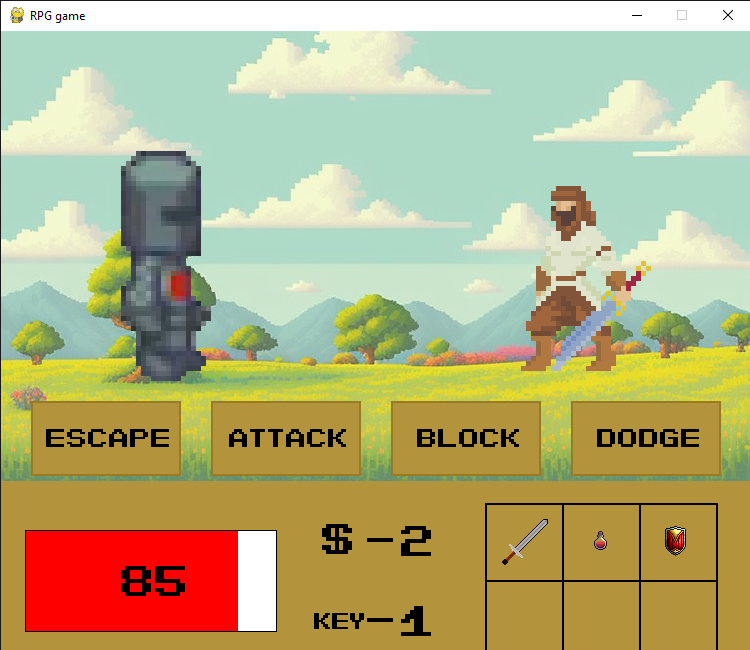 RPG game
ESCAPE ATTACK BLOCK DODGE
$ -2
85
KEY-1